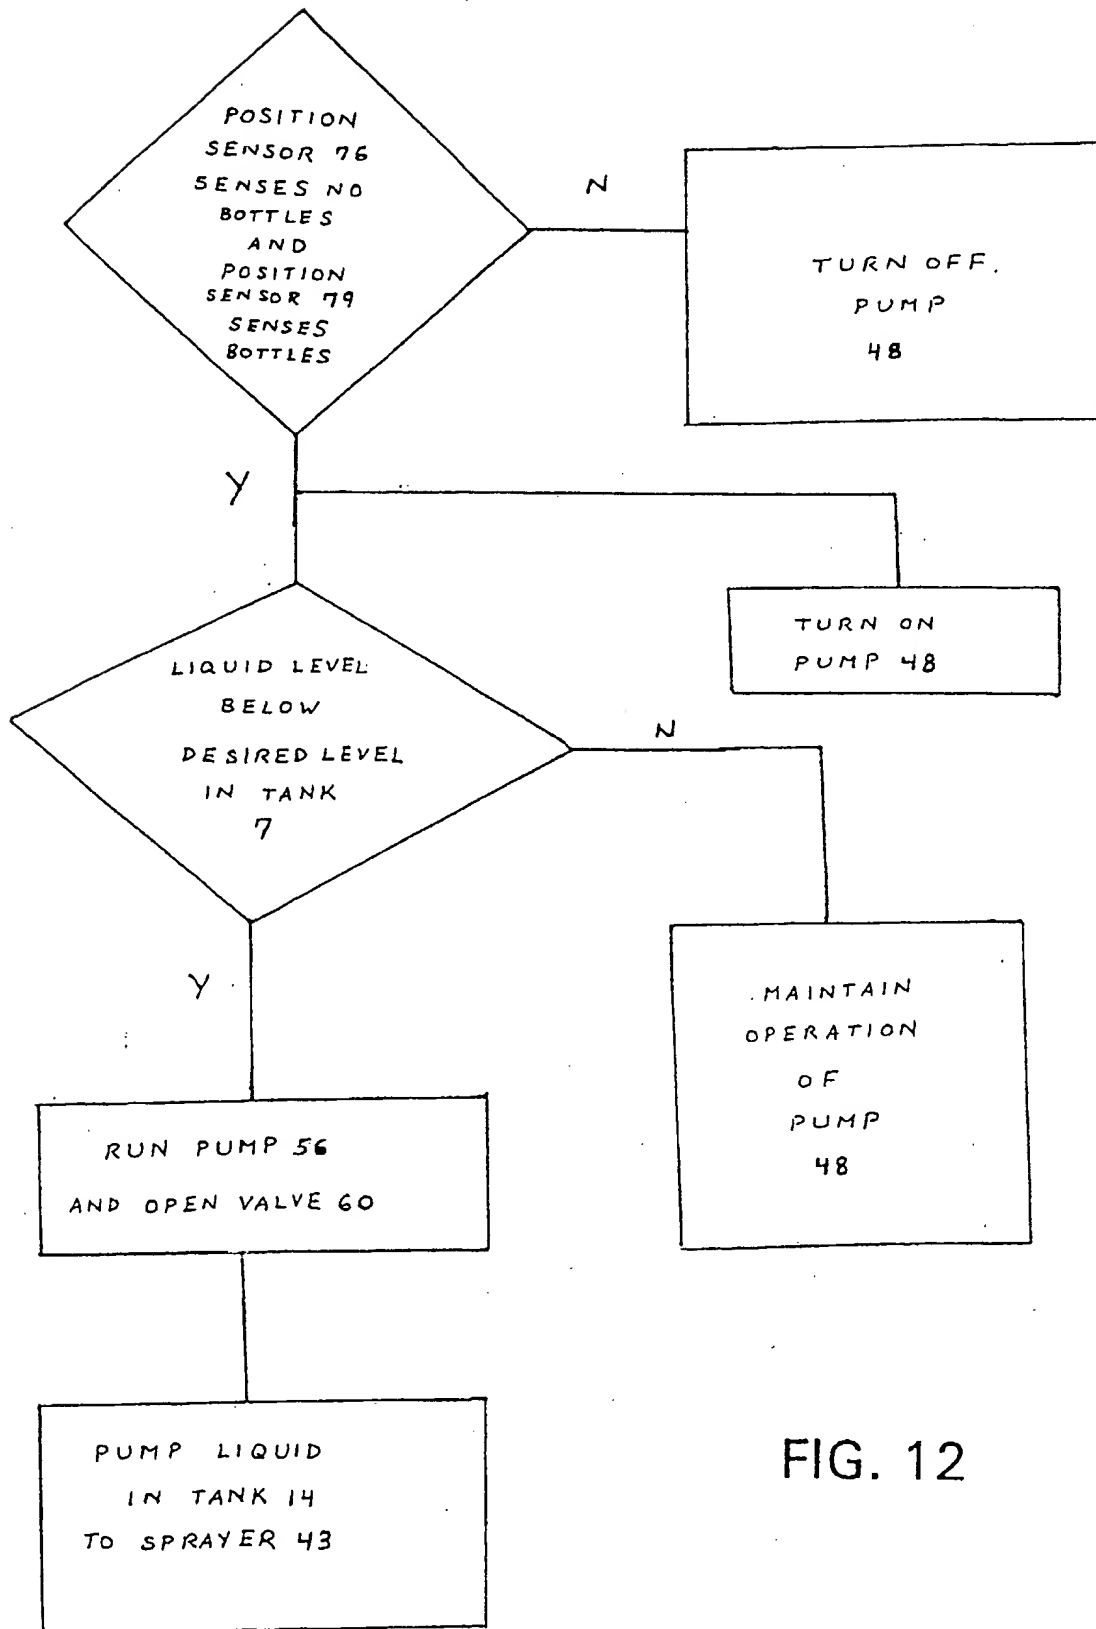 POSITION
SENSOR 76
SENSES NO
BOTTLES
AND
POSITION
SENSOR 79
SENSES
BOTTLES
N
TURN OFF.
PUMP
48
Y
TURN ON
PUMP 48
LIQUID LEVEL
BELOW
DESIRED LEVEL
IN TANK
7
N
MAINTAIN
OPERATION
OF
PUMP
48
Y
RUN PUMP 56
AND OPEN VALVE 60
PUMP LIQUID
IN TANK 14
TO SPRAYER 43
FIG. 12